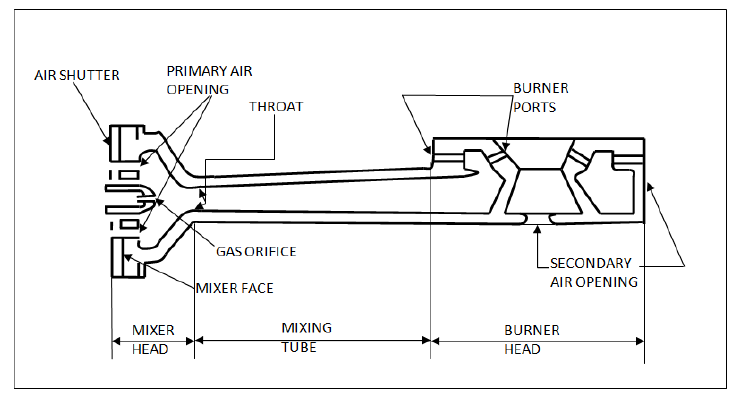 AIR SHUTTER
PRIMARY AIR
OPENING
THROAT
BURNER
PORTS
GAS ORIFICE
MIXER FACE
SECONDARY
AIR OPENING
MIXER
HEAD
MIXING
TUBE
BURNER
HEAD